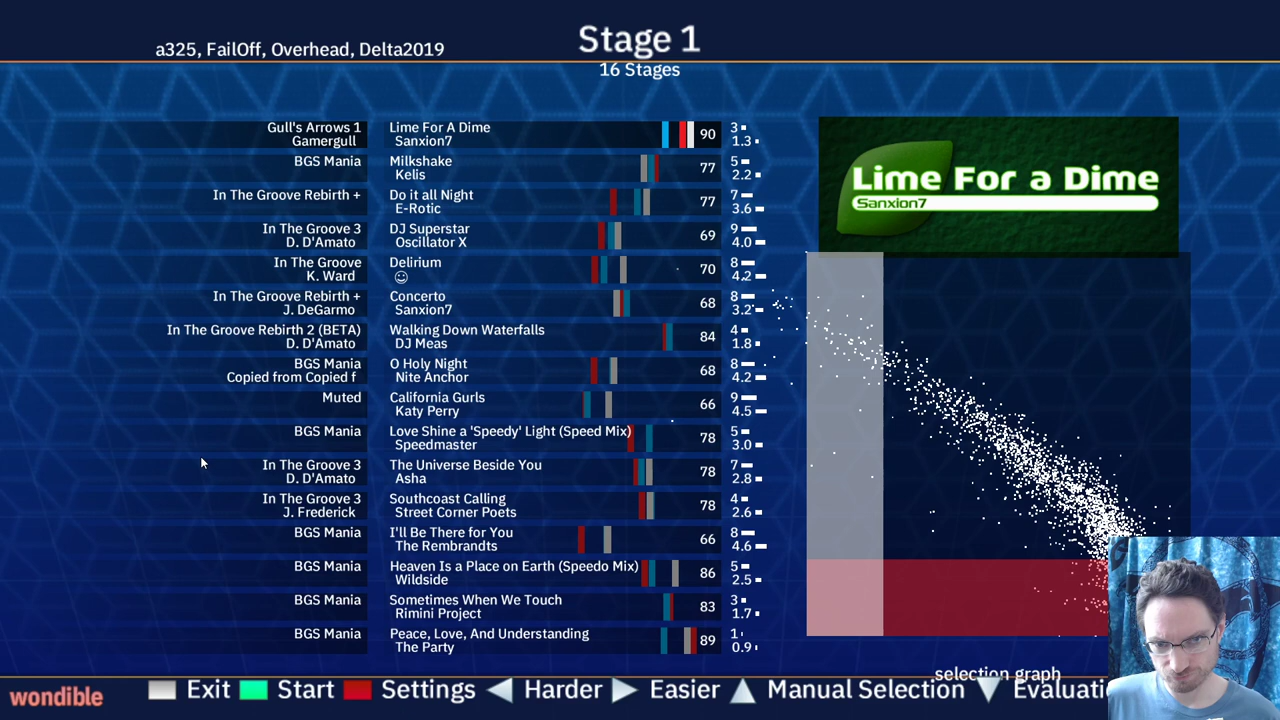 a325, FailOff, Overhead, Delta2019
Stage 1
16 Stages
Gull's Arrows 1
Gamergull
Lime For A Dime
Sanxion7
90
3
1.3
BGS Mania
Milkshake
Kelis
77
5
2.2
In The Groove Rebirth +
Do it all Night
E-Rotic
77
7
3.6
In The Groove 3
D. D'Amato
DJ Superstar
Oscillator X
69
9
4.0
In The Groove
K. Ward
Delirium
☺
70
8
4.2
In The Groove Rebirth +
J. DeGarmo
Concerto
Sanxion7
68
8
3.2
In The Groove Rebirth 2 (BETA)
D. D'Amato
Walking Down Waterfalls
DJ Meas
84
4
1.8
BGS Mania
Copied from Copied f
O Holy Night
Nite Anchor
68
8
4.2
Muted
California Gurls
Katy Perry
66
9
4.5
BGS Mania
Love Shine a 'Speedy' Light (Speed Mix)
Speedmaster
78
5
3.0
In The Groove 3
D. D'Amato
The Universe Beside You
Asha
78
7
2.8
In The Groove 3
J. Frederick
Southcoast Calling
Street Corner Poets
78
4
2.6
BGS Mania
I'll Be There for You
The Rembrandts
66
8
4.6
BGS Mania
Heaven Is a Place on Earth (Speedo Mix)
Wildside
86
5
2.5
BGS Mania
Sometimes When We Touch
Rimini Project
83
3
1.7
BGS Mania
Peace, Love, And Understanding
The Party
89
1
0.9
Lime For a Dime
Sanxion7
selection graph
wondible
Exit Start Settings Harder Easier Manual Selection Evaluati